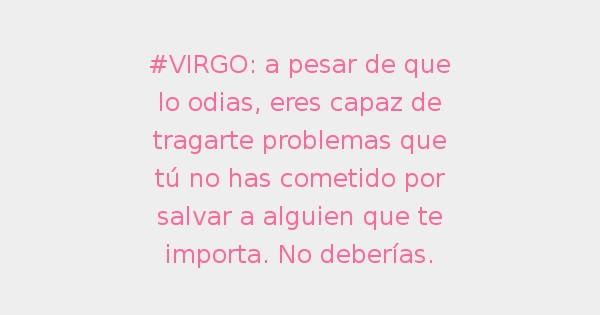 #VIRGO: a pesar de que
lo odias, eres capaz de
tragarte problemas que
tú no has cometido por
salvar a alguien que te
importa. No deberías.